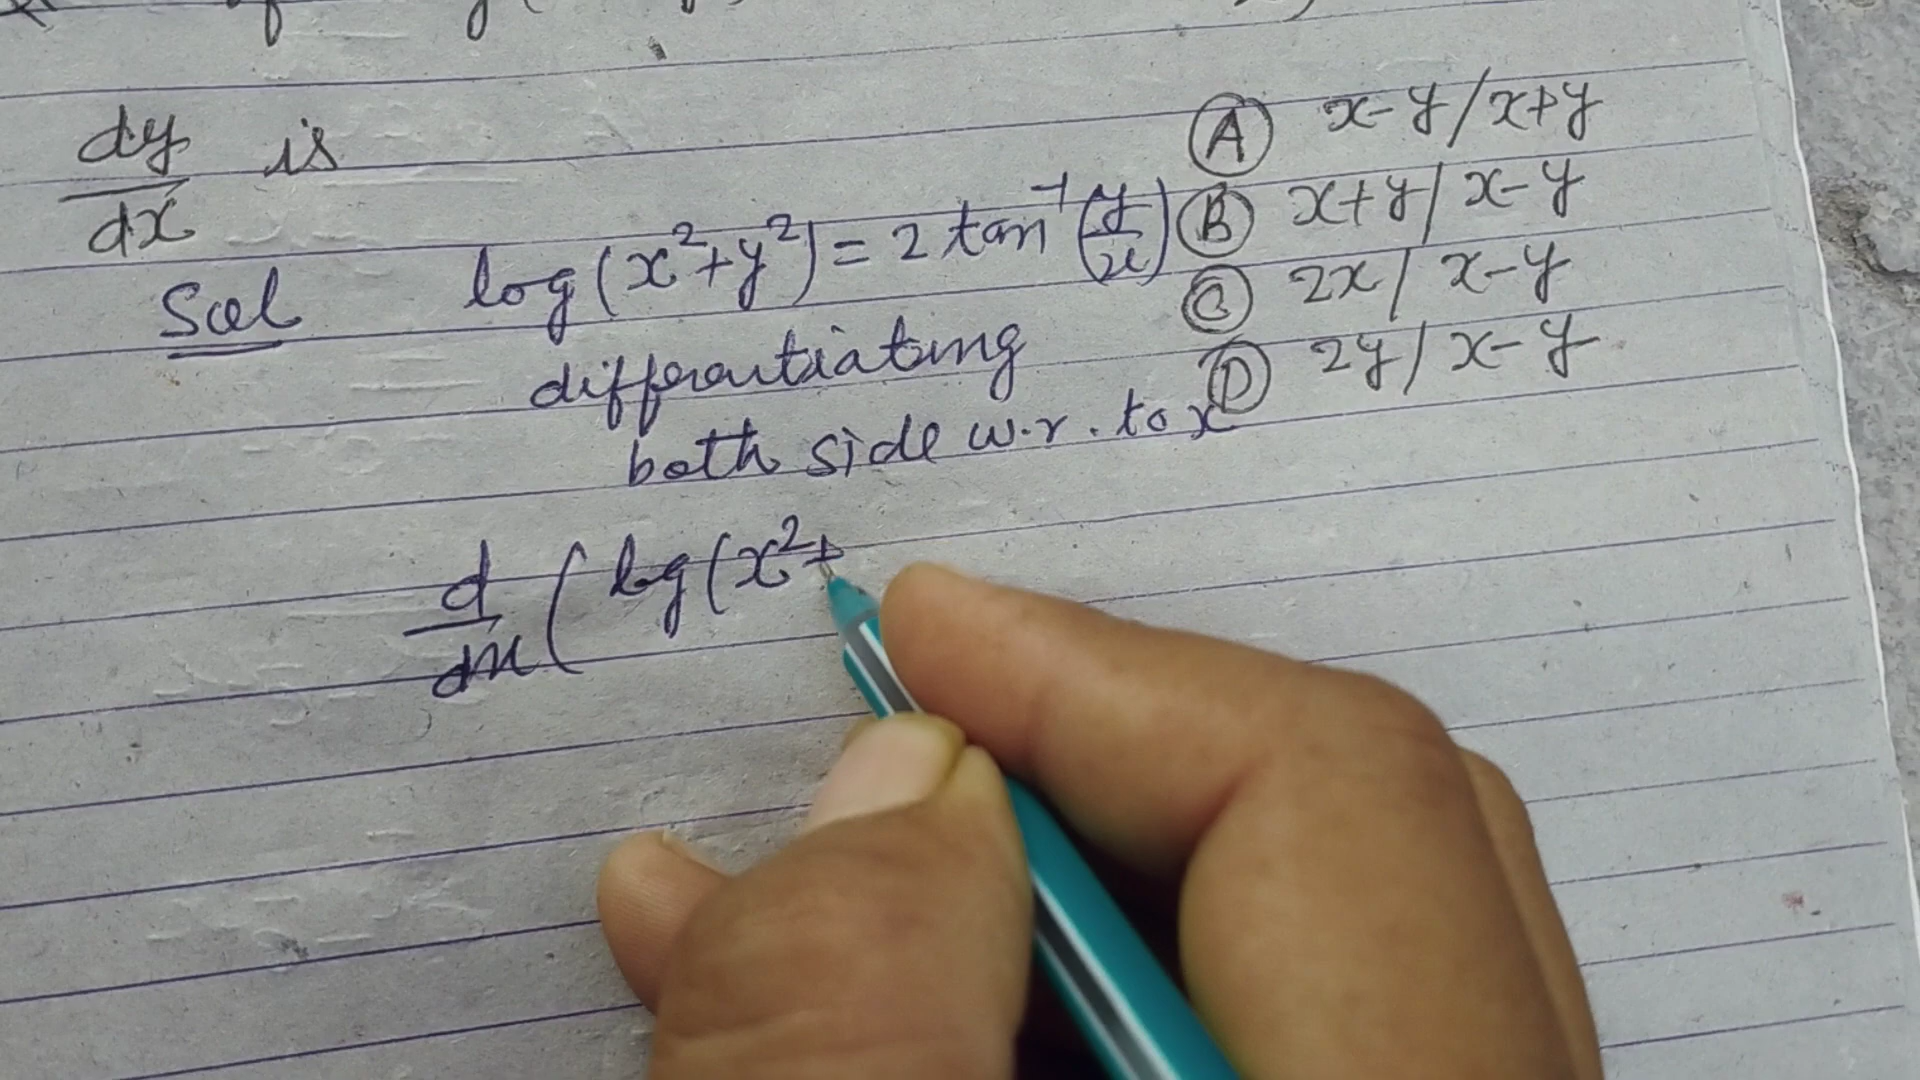 dy/dx is
Sol log(x²+y²) = 2 tan⁻¹(y/x)
differentiating
both side w.r. to x
d/dx ( log(x²+
Ⓐ x-y/x+y
Ⓑ x+y/x-y
Ⓒ 2x/x-y
Ⓓ 2y/x-y